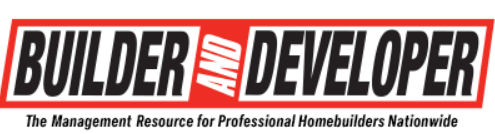 BUILDER AND DEVELOPER
The Management Resource for Professional Homebuilders Nationwide